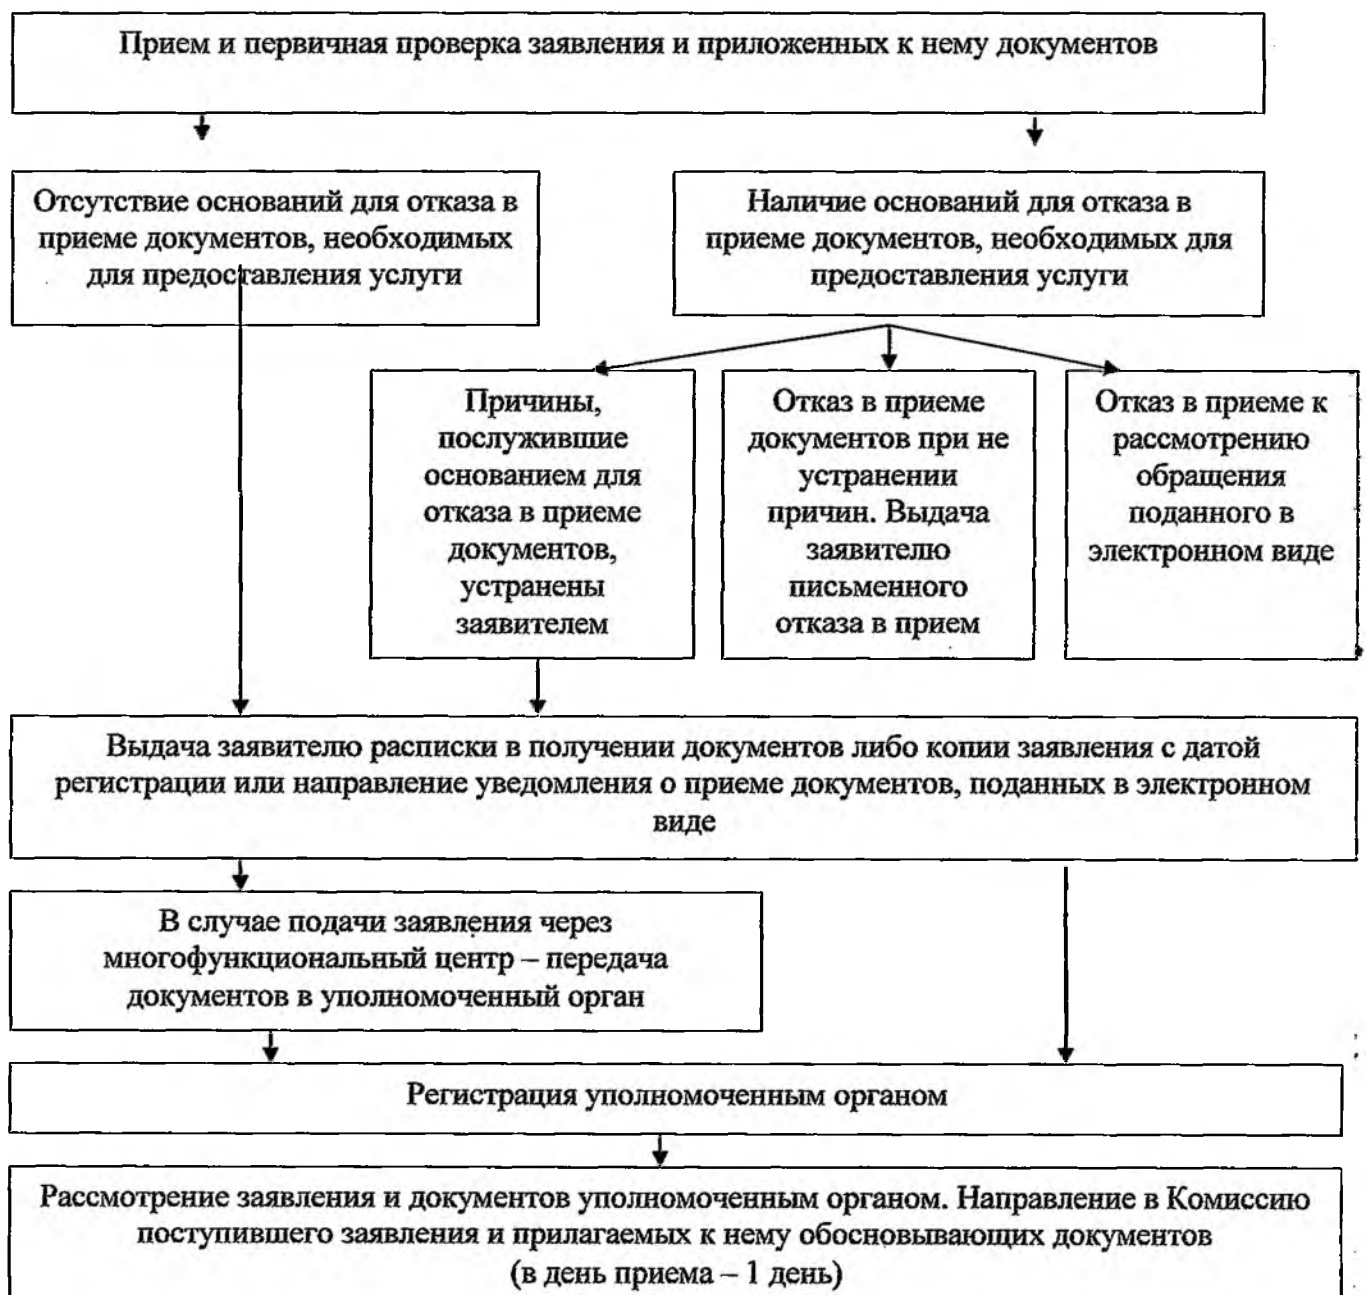 Прием и первичная проверка заявления и приложенных к нему документов
Отсутствие оснований для отказа в
приеме документов, необходимых
для предоставления услуги
Наличие оснований для отказа в
приеме документов, необходимых для
предоставления услуги
Причины,
послужившие
основанием для
отказа в приеме
документов,
устранены
заявителем
Отказ в приеме
документов при не
устранении
причин. Выдача
заявителю
письменного
отказа в прием
Отказ в приеме к
рассмотрению
обращения
поданного в
электронном виде
Выдача заявителю расписки в получении документов либо копии заявления с датой
регистрации или направление уведомления о приеме документов, поданных в электронном
виде
В случае подачи заявления через
многофункциональный центр – передача
документов в уполномоченный орган
Регистрация уполномоченным органом
Рассмотрение заявления и документов уполномоченным органом. Направление в Комиссию
поступившего заявления и прилагаемых к нему обосновывающих документов
(в день приема – 1 день)